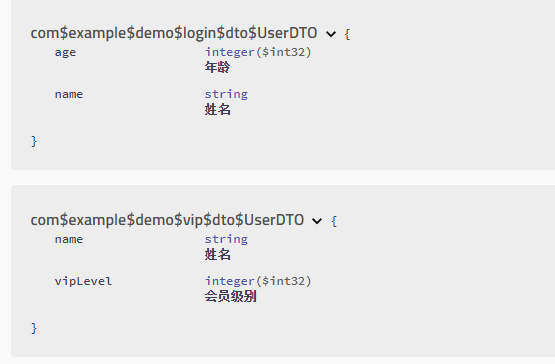 com$example$demo$login$dto$UserDTO {
age integer($int32)
年龄
name string
姓名
}
com$example$demo$vip$dto$UserDTO {
name string
姓名
vipLevel integer($int32)
会员级别
}